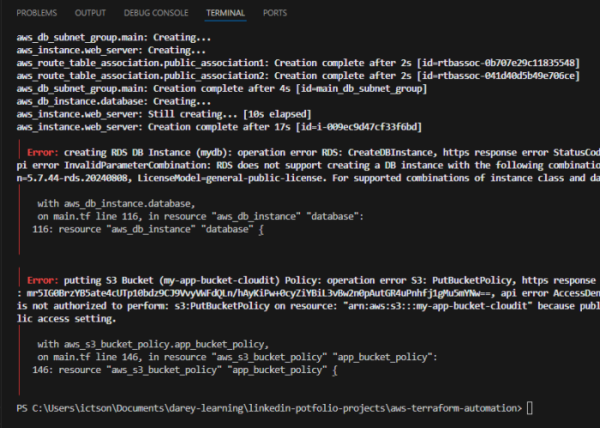 PROBLEMS OUTPUT DEBUG CONSOLE TERMINAL PORTS
aws_db_subnet_group.main: Creating...
aws_instance.web_server: Creating...
aws_route_table_association.public_association1: Creation complete after 2s [id=rtbassoc-0b707e29c11835548]
aws_route_table_association.public_association2: Creation complete after 2s [id=rtbassoc-041d40d5b49e706ce]
aws_db_subnet_group.main: Creation complete after 4s [id=main_db_subnet_group]
aws_db_instance.database: Creating...
aws_instance.web_server: Still creating... [10s elapsed]
aws_instance.web_server: Creation complete after 17s [id=i-009ec9d47cf33f6bd]
Error: creating RDS DB Instance (mydb): operation error RDS: CreateDBInstance, https response error StatusCod
pi error InvalidParameterCombination: RDS does not support creating a DB instance with the following combinatio
n=5.7.44-rds.20240808, LicenseModel=general-public-license. For supported combinations of instance class and da
with aws_db_instance.database,
on main.tf line 116, in resource "aws_db_instance" "database":
116: resource "aws_db_instance" "database" {
Error: putting S3 Bucket (my-app-bucket-cloudit) Policy: operation error S3: PutBucketPolicy, https response
: mr5IG0BrzYB5ate4cUTp10bdz9CJ9VvyVWFdQLn/hAyKiPw+0cyZiYBiL3vBw2n0pAutGR4uPnhfj1gMu5mYNw==, api error AccessDen
is not authorized to perform: s3:PutBucketPolicy on resource: "arn:aws:s3:::my-app-bucket-cloudit" because publ
lic access setting.
with aws_s3_bucket_policy.app_bucket_policy,
on main.tf line 146, in resource "aws_s3_bucket_policy" "app_bucket_policy":
146: resource "aws_s3_bucket_policy" "app_bucket_policy" {
PS C:\Users\ictson\Documents\darey-learning\linkedin-potfolio-projects\aws-terraform-automation>